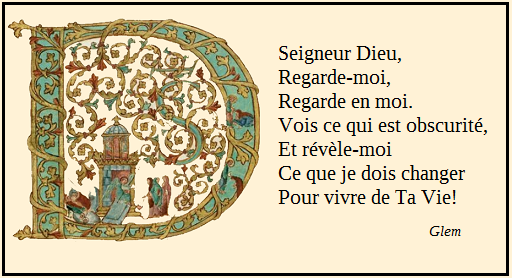 Seigneur Dieu,
Regarde-moi,
Regarde en moi.
Vois ce qui est obscurité,
Et révèle-moi
Ce que je dois changer
Pour vivre de Ta Vie!
Glem